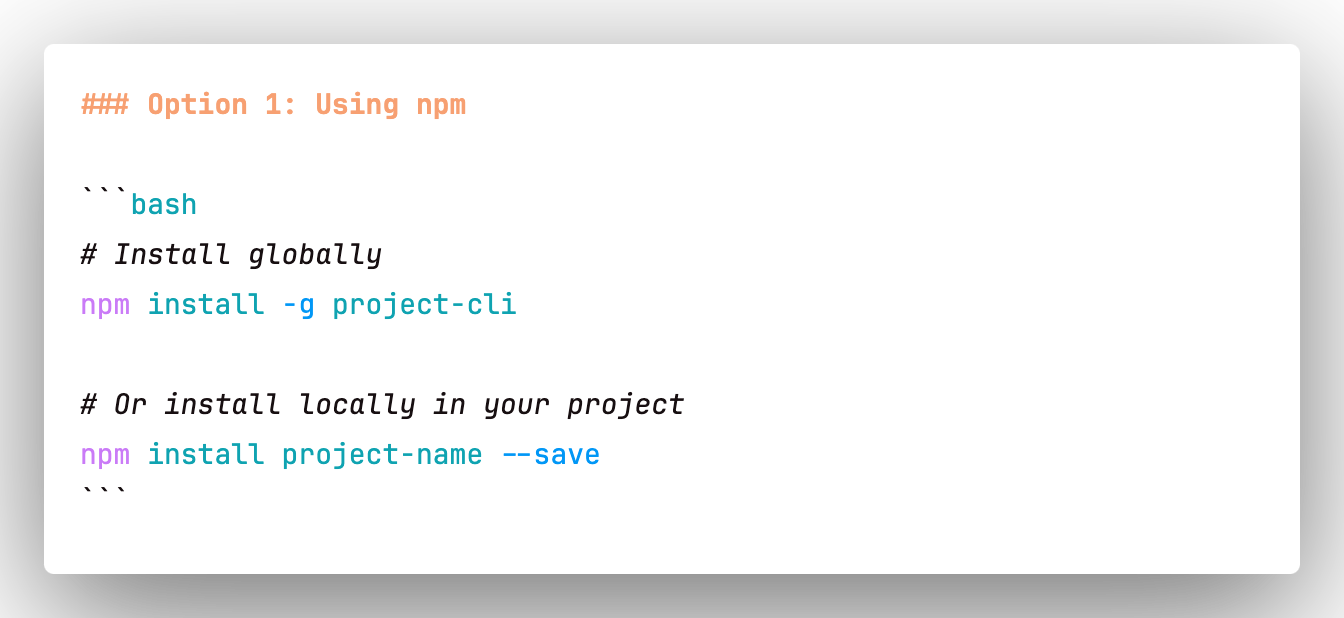 ### Option 1: Using npm
```bash
# Install globally
npm install -g project-cli
# Or install locally in your project
npm install project-name --save
```